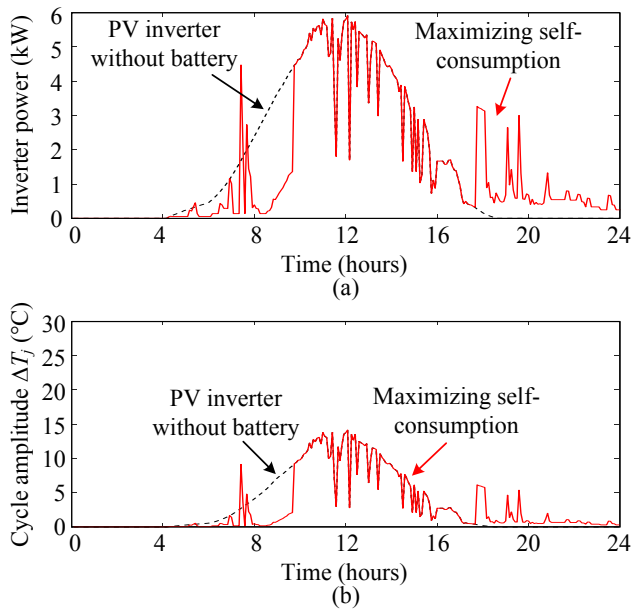 6
5
4
3
2
1
0
Inverter power (kW)
PV inverter
without battery
Maximizing self-
consumption
0 4 8 12 16 20 24
Time (hours)
(a)
30
25
20
15
10
5
0
Cycle amplitude ΔTj (°C)
PV inverter
without battery
Maximizing self-
consumption
0 4 8 12 16 20 24
Time (hours)
(b)